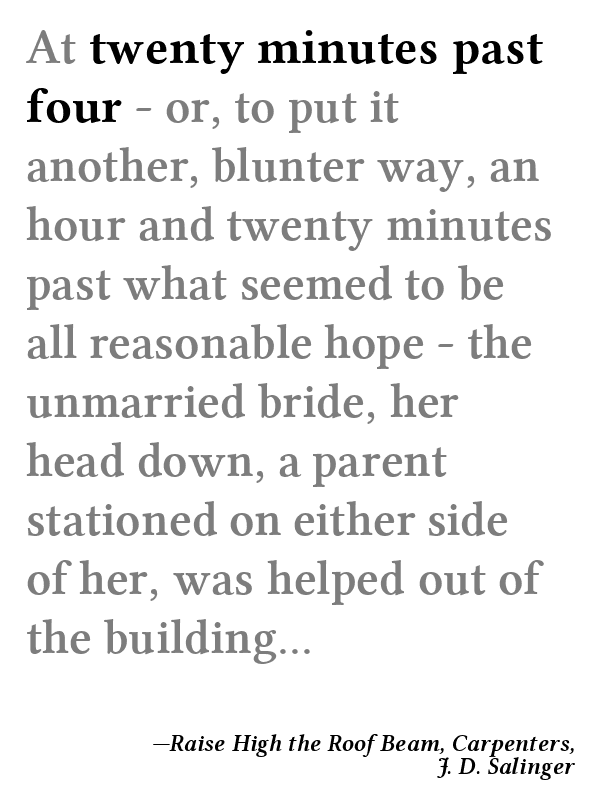 At twenty minutes past
four – or, to put it
another, blunter way, an
hour and twenty minutes
past what seemed to be
all reasonable hope – the
unmarried bride, her
head down, a parent
stationed on either side
of her, was helped out of
the building...
—Raise High the Roof Beam, Carpenters,
J. D. Salinger